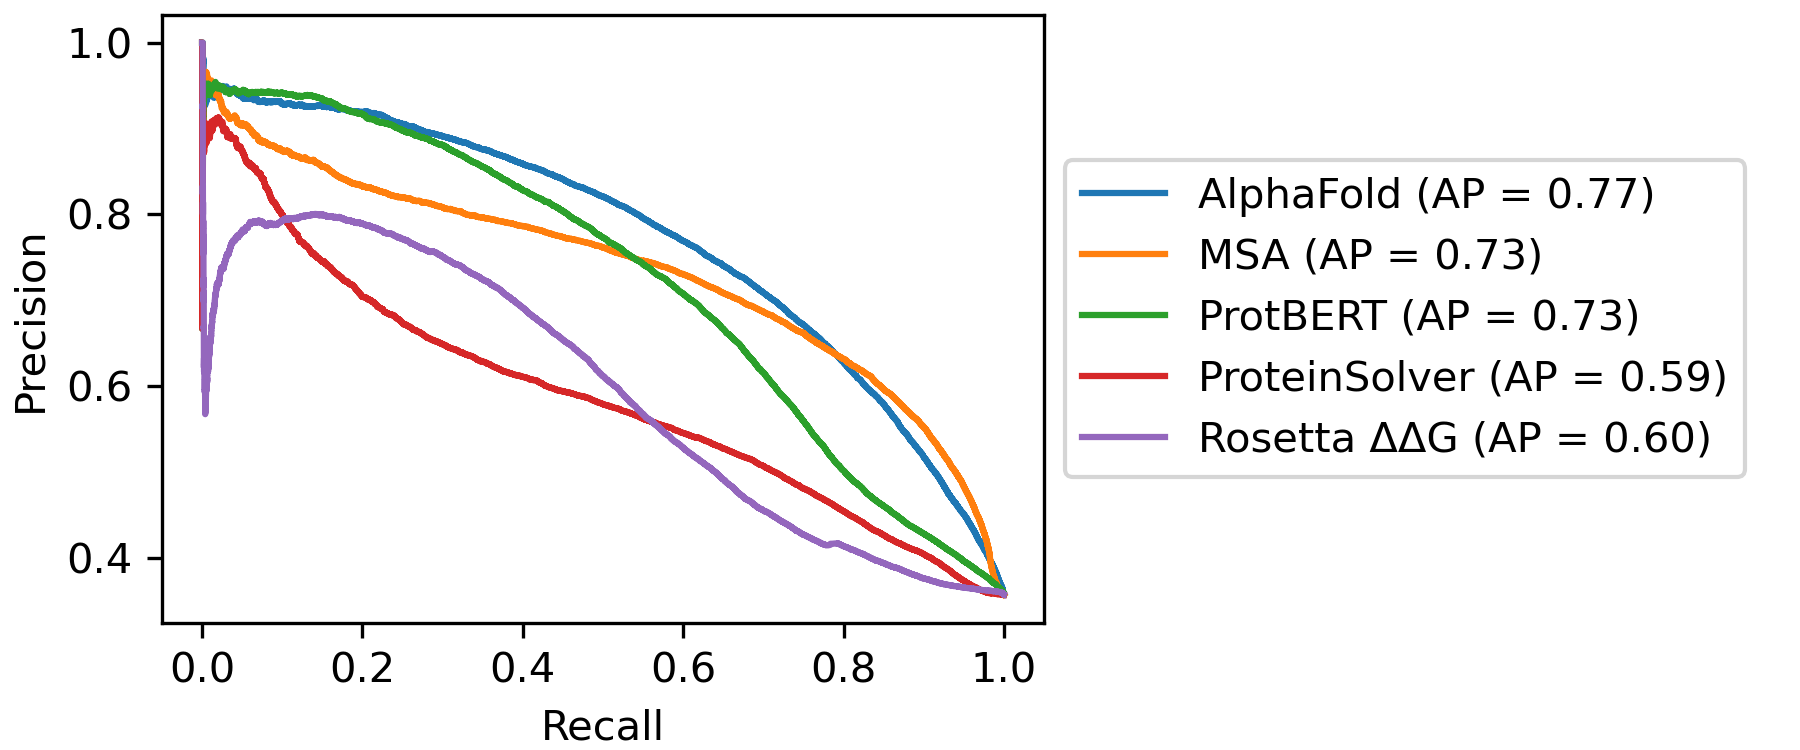 1.0
0.8
0.6
0.4
Precision
0.0 0.2 0.4 0.6 0.8 1.0
Recall
AlphaFold (AP = 0.77)
MSA (AP = 0.73)
ProtBERT (AP = 0.73)
ProteinSolver (AP = 0.59)
Rosetta ΔΔG (AP = 0.60)